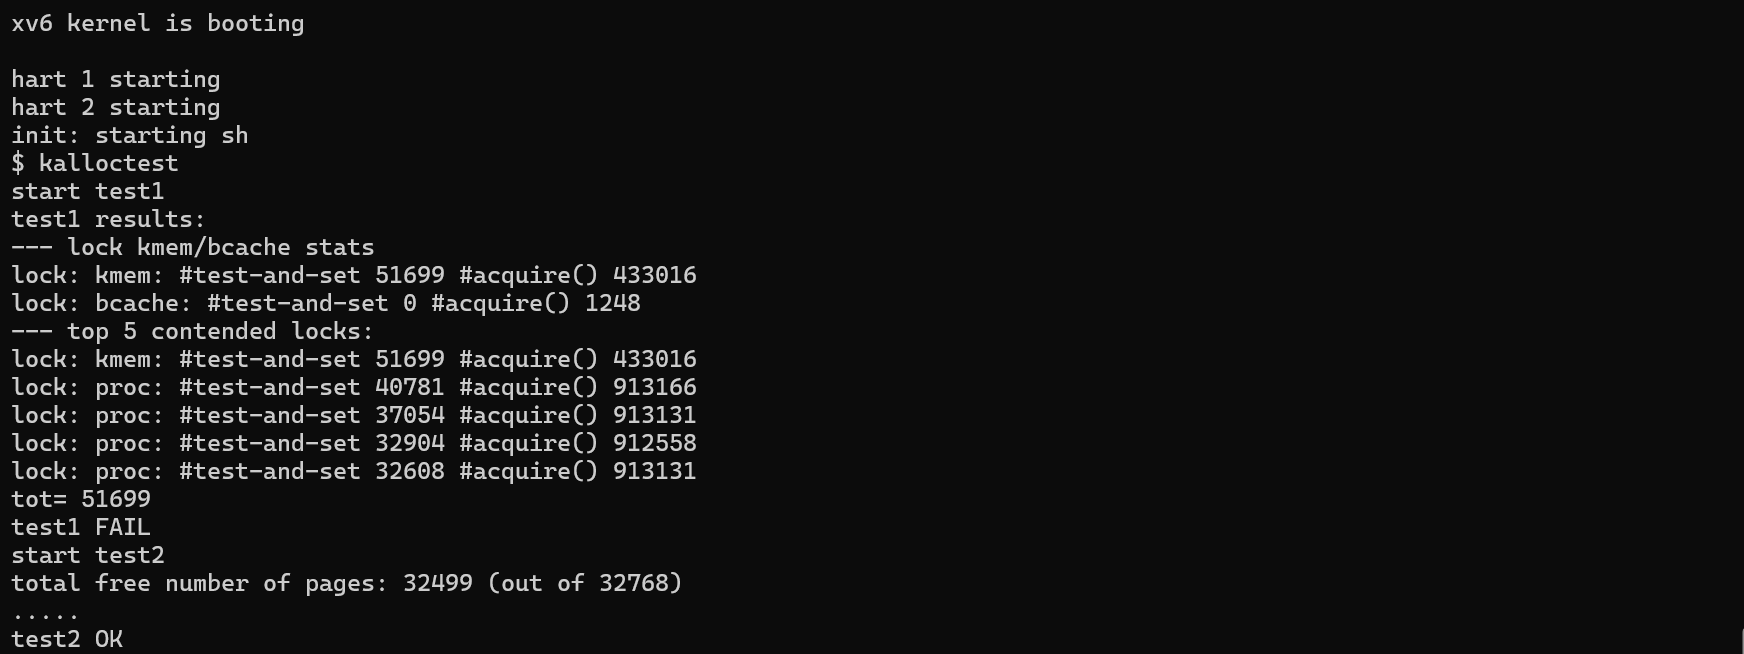 xv6 kernel is booting
hart 1 starting
hart 2 starting
init: starting sh
$ kalloctest
start test1
test1 results:
--- lock kmem/bcache stats
lock: kmem: #test-and-set 51699 #acquire() 433016
lock: bcache: #test-and-set 0 #acquire() 1248
--- top 5 contended locks:
lock: kmem: #test-and-set 51699 #acquire() 433016
lock: proc: #test-and-set 40781 #acquire() 913166
lock: proc: #test-and-set 37054 #acquire() 913131
lock: proc: #test-and-set 32904 #acquire() 912558
lock: proc: #test-and-set 32608 #acquire() 913131
tot= 51699
test1 FAIL
start test2
total free number of pages: 32499 (out of 32768)
.....
test2 OK